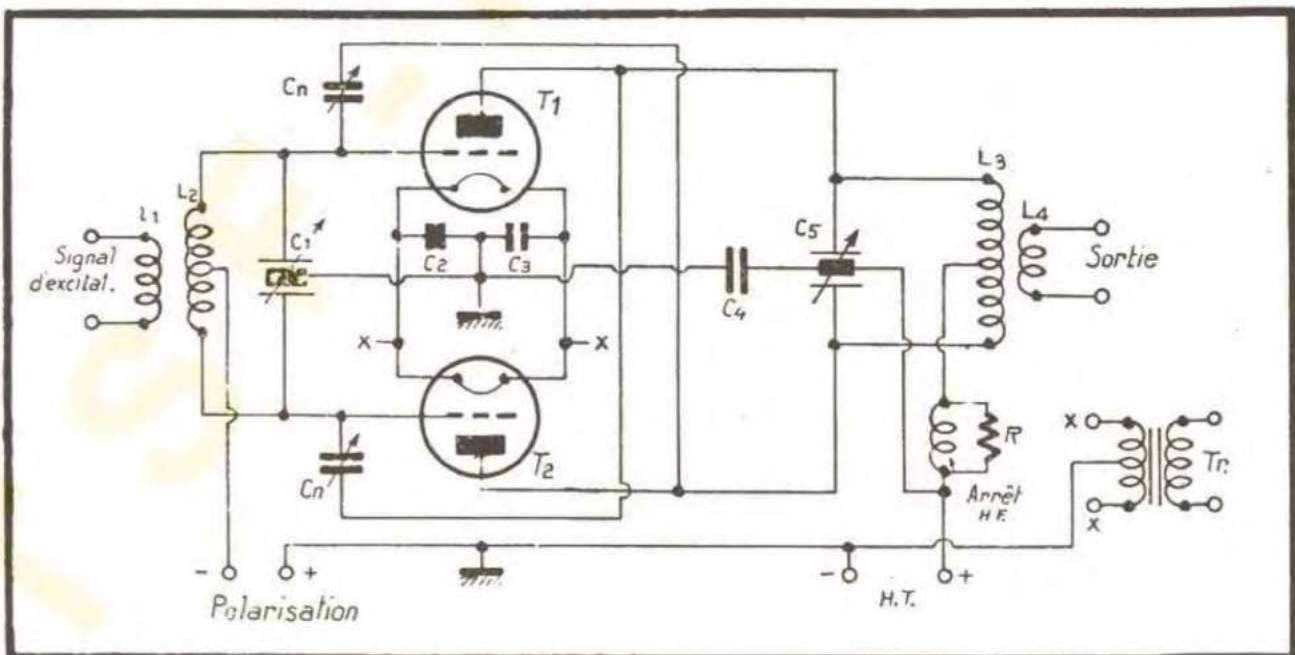 Cn
T1
L1
L2
C1
Signal
d'excitat.
C2
C3
C4
C5
L3
L4
Sortie
X
X
T2
Cn
R
Arrêt
H.F.
X
X
Tr.
-
+
Polarisation
-
+
H.T.